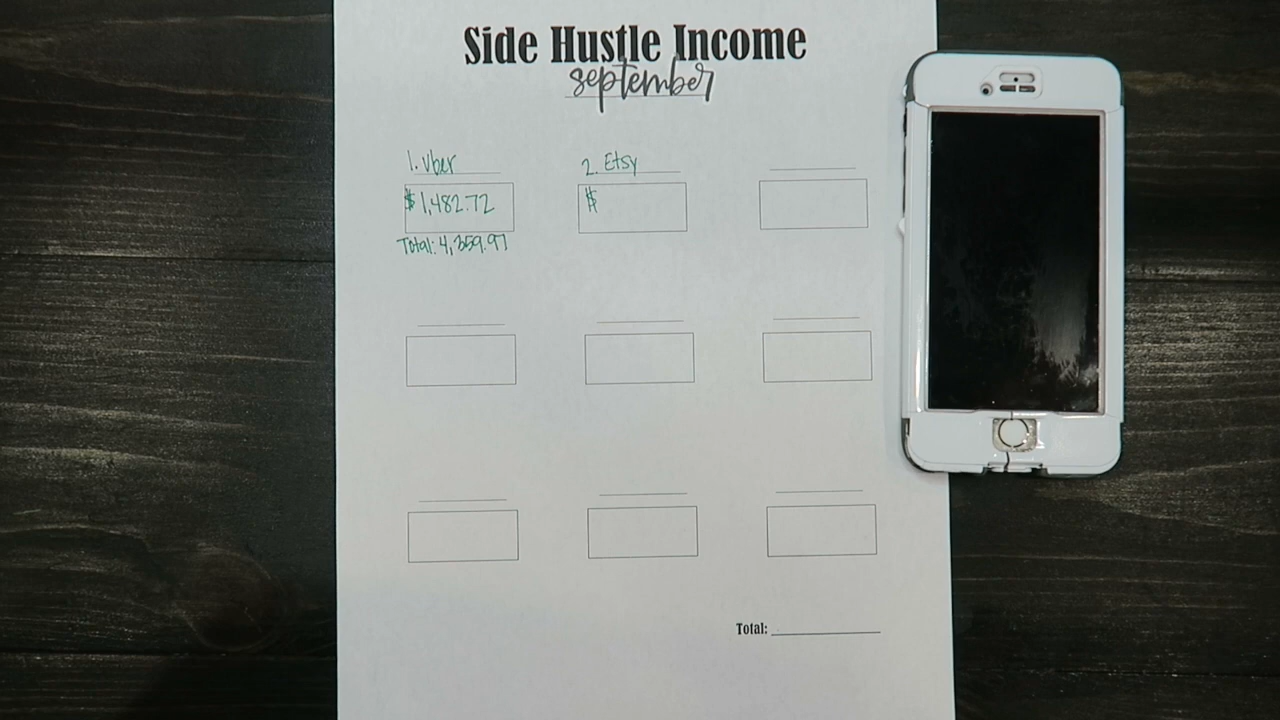 Side Hustle Income
september
1. Uber
2. Etsy
$1,482.72
$
Total: 4,359.97
Total: